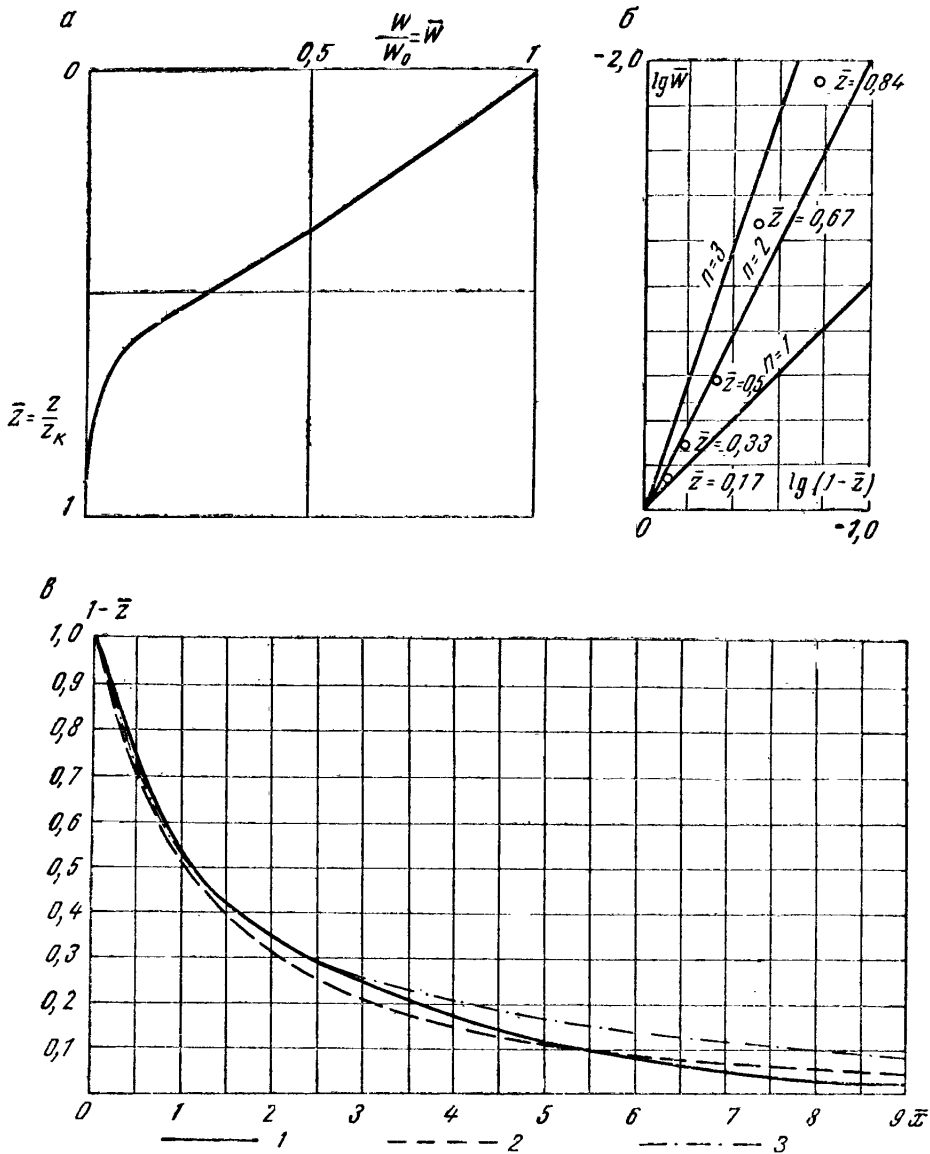 а
W/W₀ = W̄
0
0,5
1
z̄ = z/zк
1
б
-2,0
lg W̄
z̄ = 0,84
z̄ = 0,67
n=3
n=2
n=1
z̄=0,5
z̄ = 0,33
z̄ = 0,17
lg (1-z̄)
0
-1,0
в
1- z̄
1,0
0,9
0,8
0,7
0,6
0,5
0,4
0,3
0,2
0,1
0 1 2 3 4 5 6 7 8 9 x̄
1 2 3